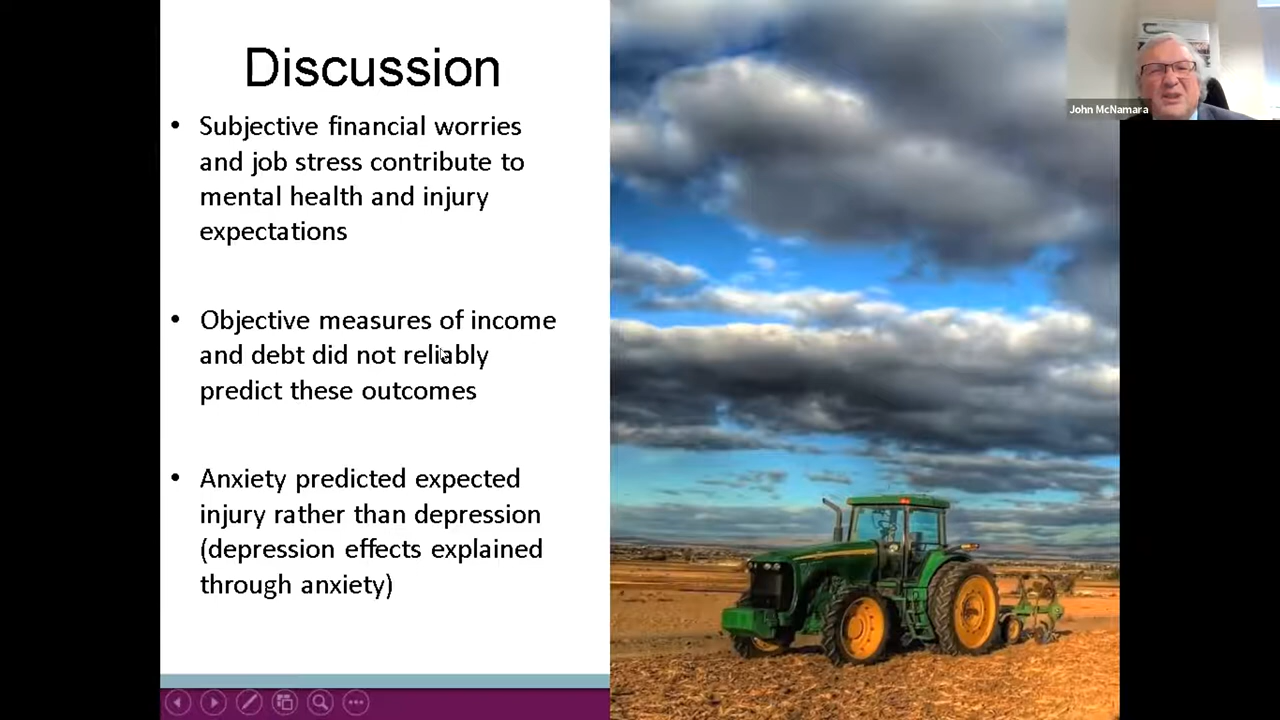 Discussion
• Subjective financial worries
and job stress contribute to
mental health and injury
expectations
• Objective measures of income
and debt did not reliably
predict these outcomes
• Anxiety predicted expected
injury rather than depression
(depression effects explained
through anxiety)
John McNamara